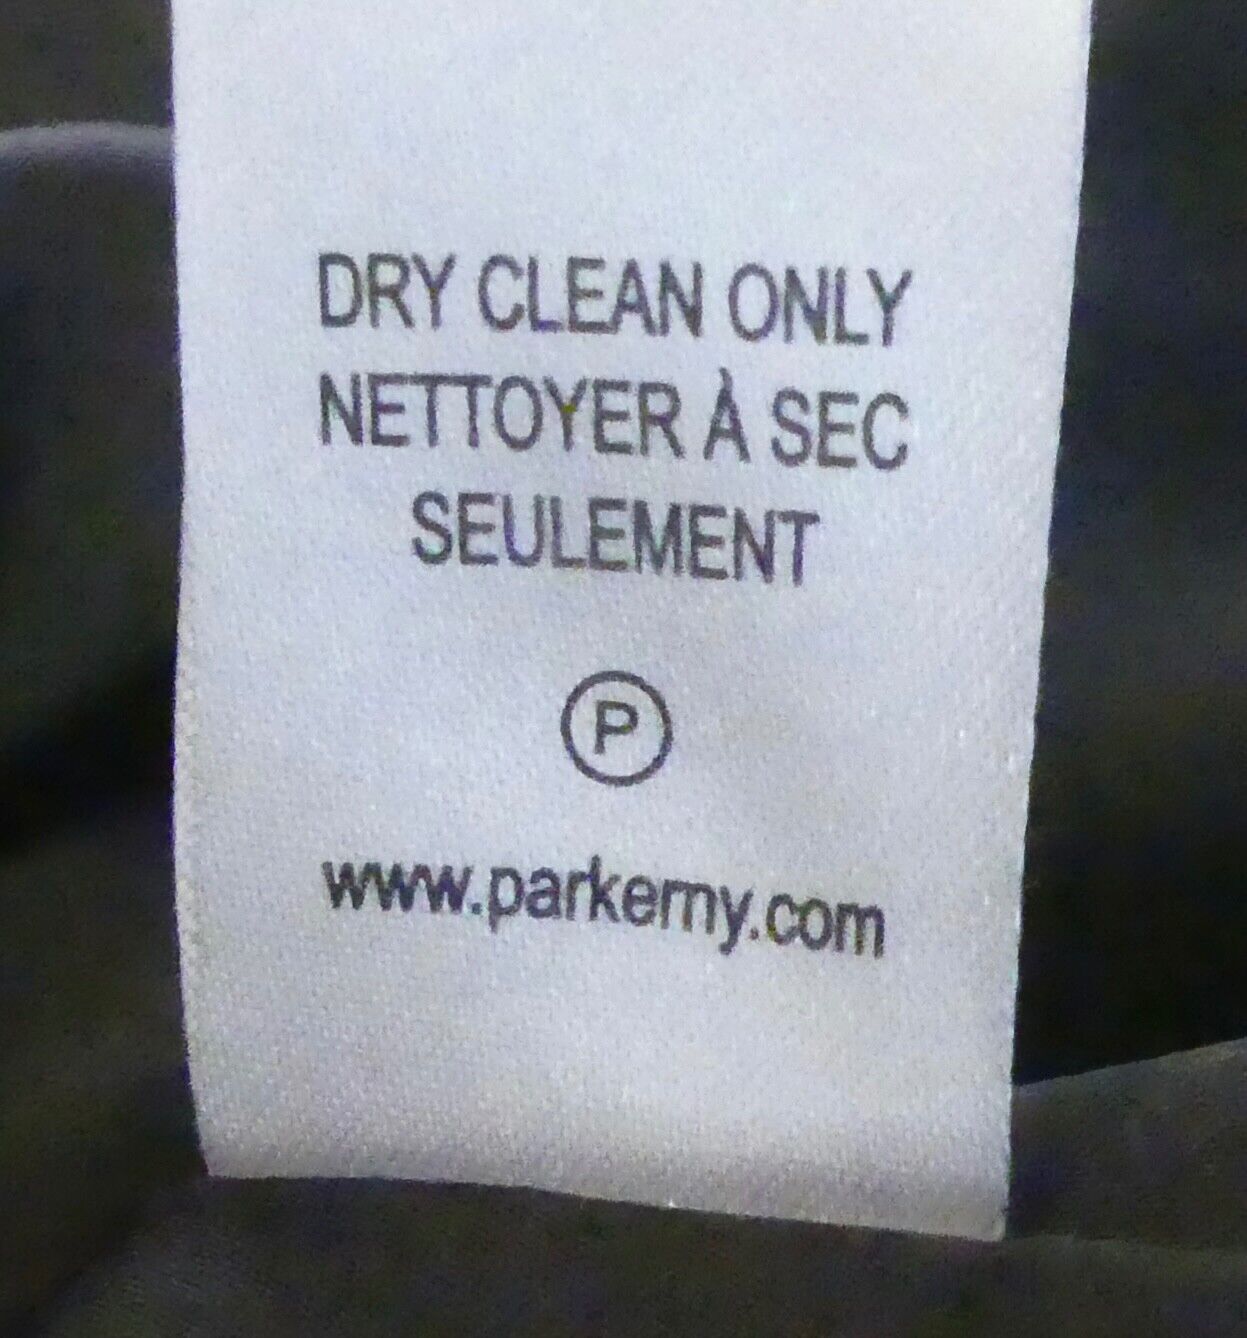 DRY CLEAN ONLY
NETTOYER À SEC
SEULEMENT
P
www.parkerny.com